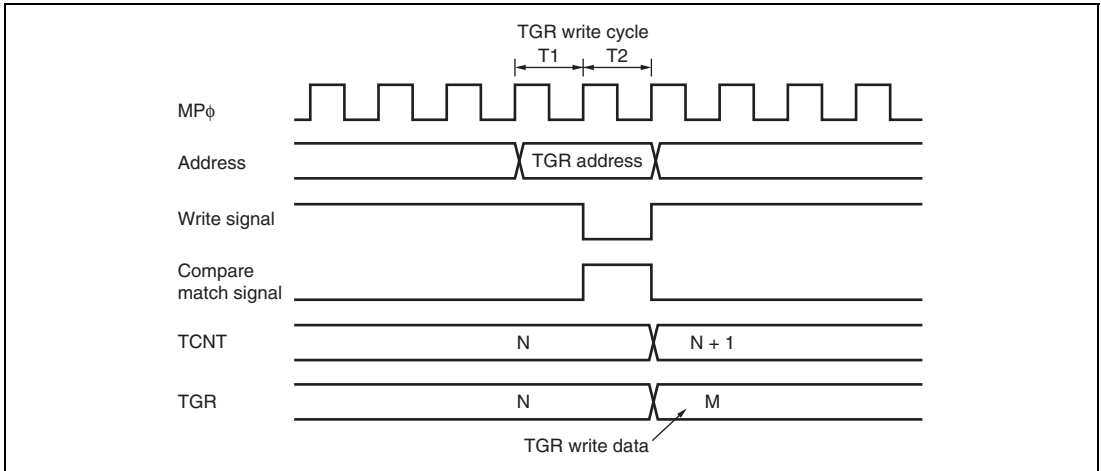 TGR write cycle
T1 T2
MPφ
Address TGR address
Write signal
Compare
match signal
TCNT N N + 1
TGR N M
TGR write data